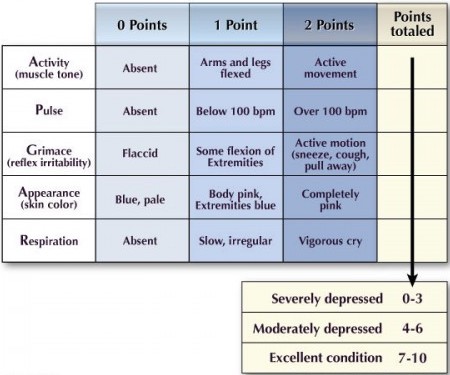 0 Points 1 Point 2 Points Points totaled
Activity (muscle tone) Absent Arms and legs flexed Active movement
Pulse Absent Below 100 bpm Over 100 bpm
Grimace (reflex irritability) Flaccid Some flexion of Extremities Active motion (sneeze, cough, pull away)
Appearance (skin color) Blue, pale Body pink, Extremities blue Completely pink
Respiration Absent Slow, irregular Vigorous cry
Severely depressed 0-3
Moderately depressed 4-6
Excellent condition 7-10